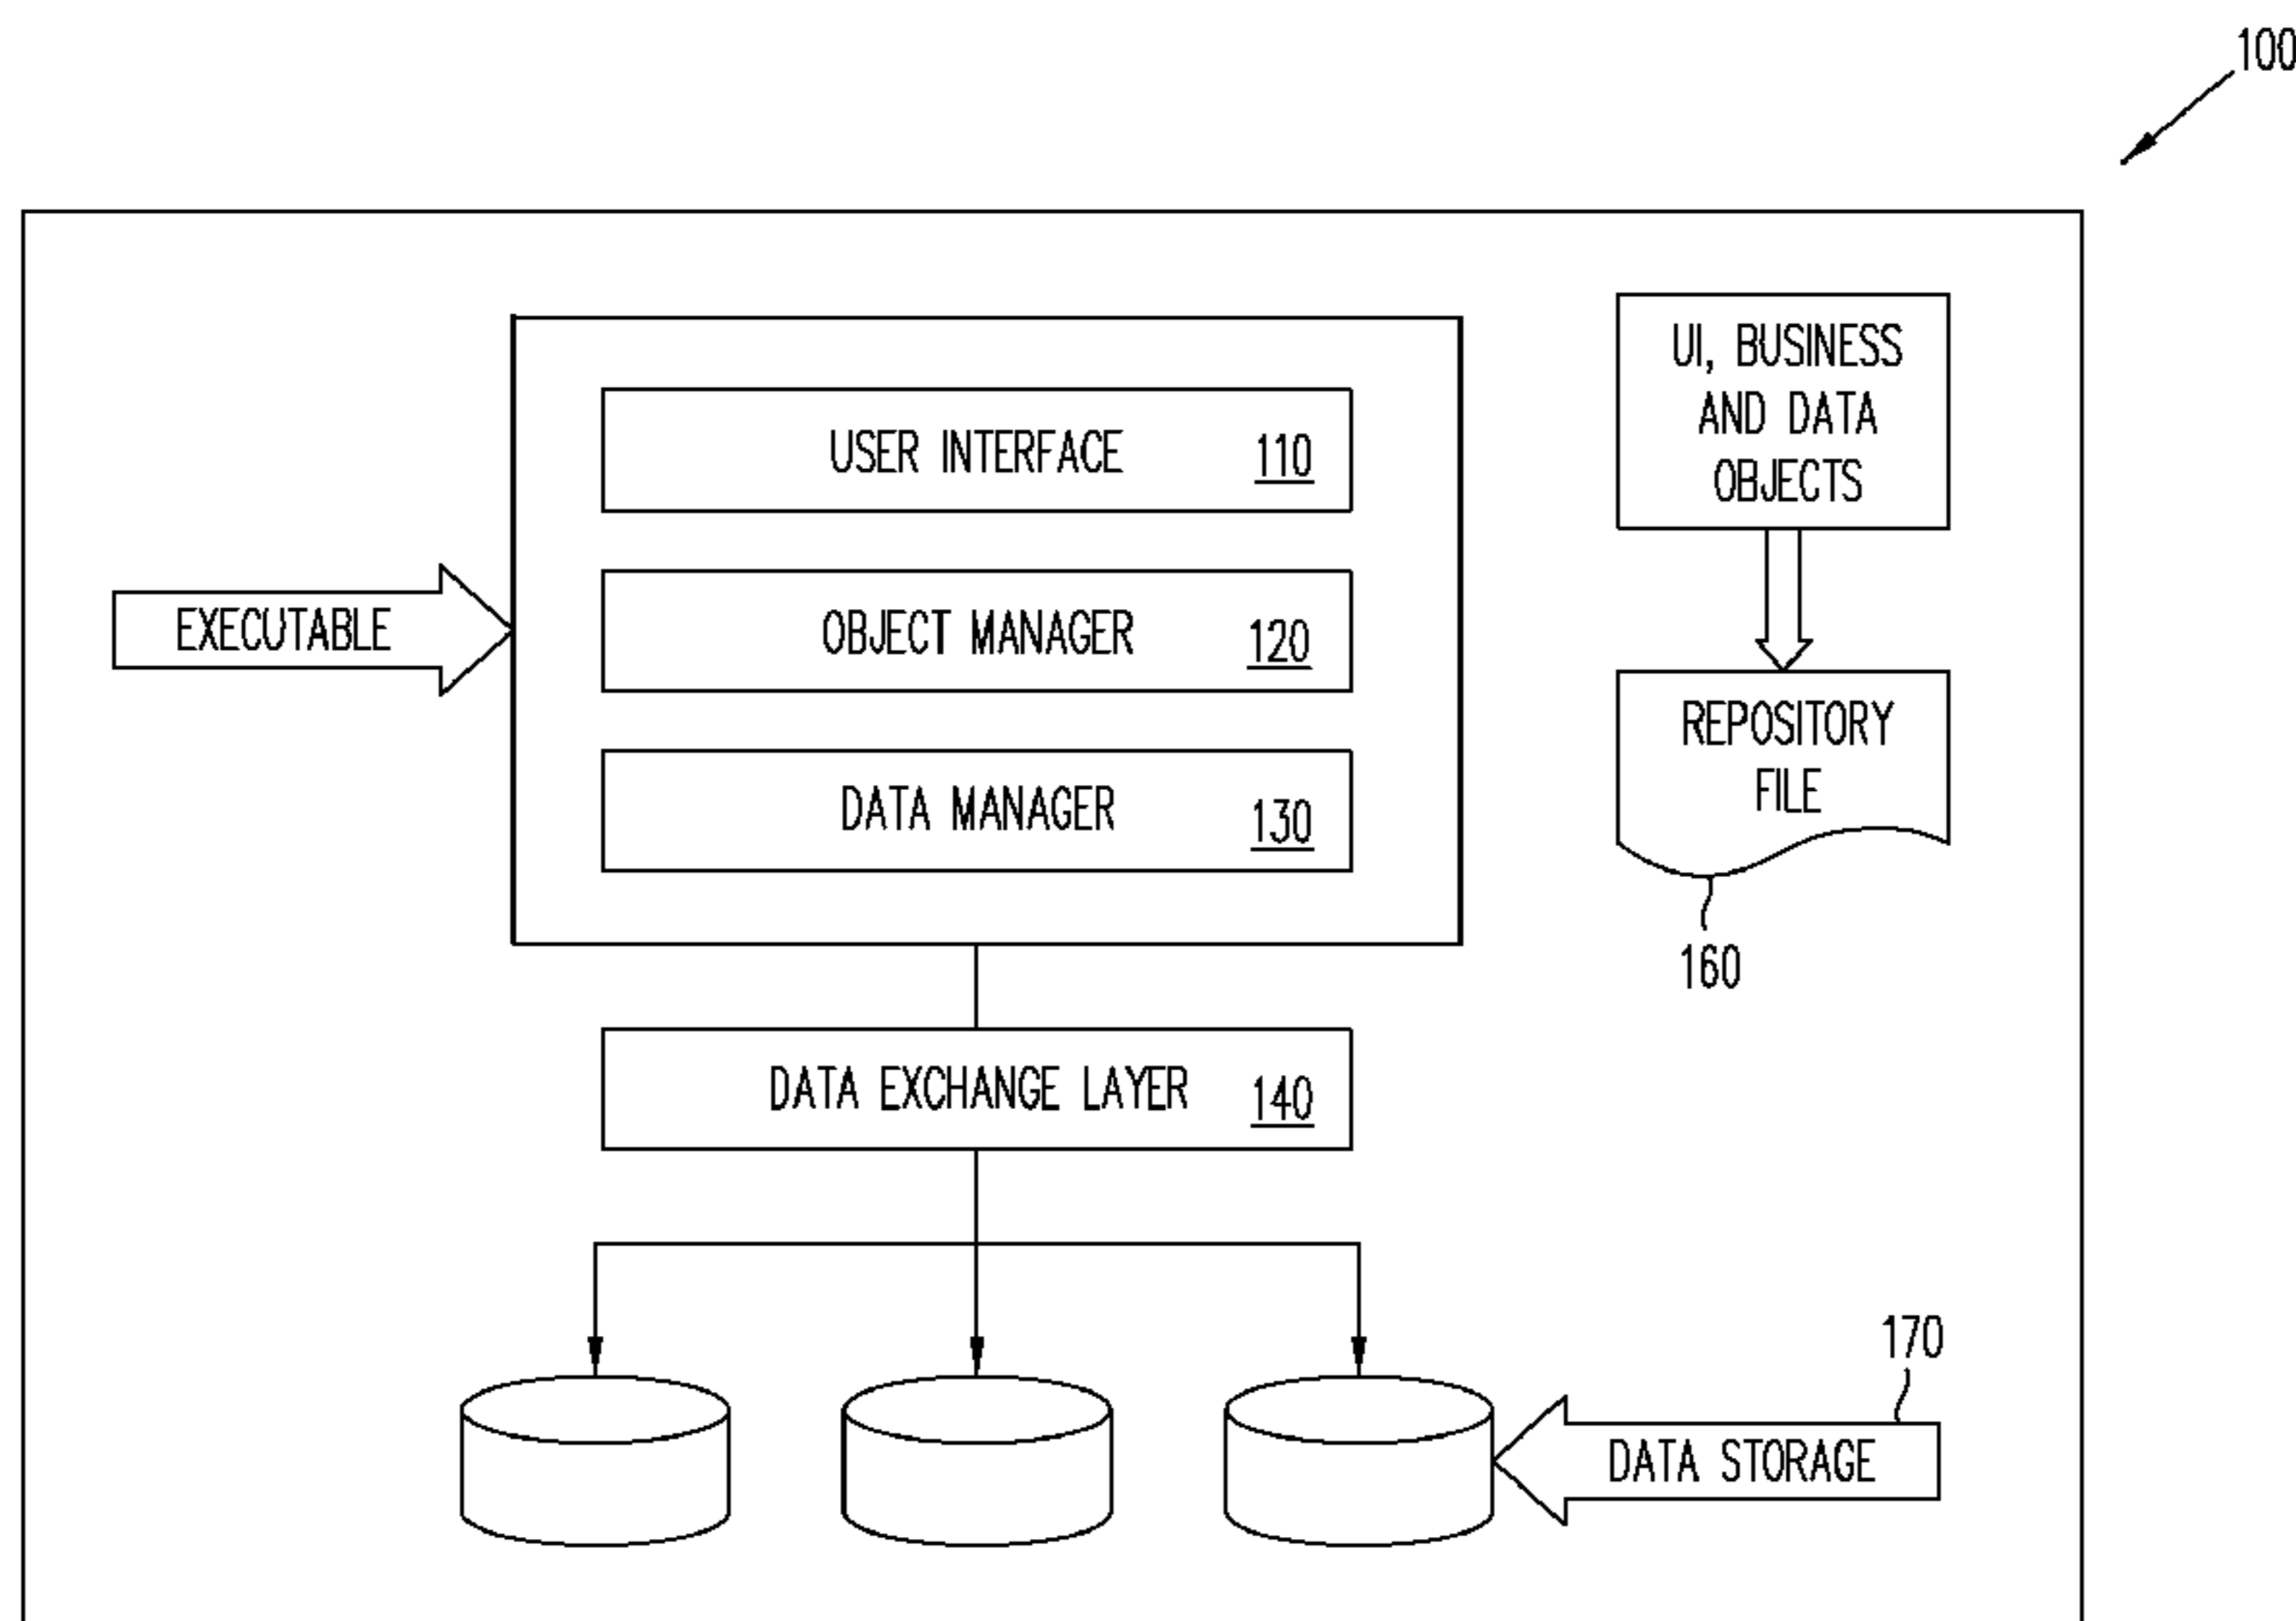 100
USER INTERFACE 110
EXECUTABLE
OBJECT MANAGER 120
DATA MANAGER 130
UI, BUSINESS
AND DATA
OBJECTS
REPOSITORY
FILE
160
DATA EXCHANGE LAYER 140
170
DATA STORAGE